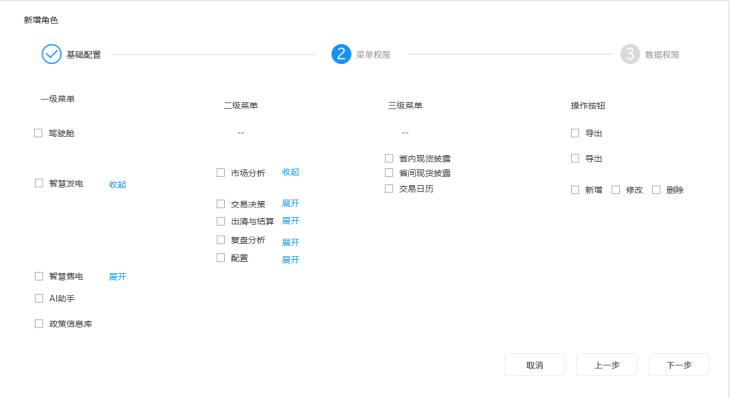 新增角色
基础配置 2 菜单权限 3 数据权限
一级菜单 二级菜单 三级菜单 操作按钮
驾驶舱 -- -- 导出
省内现货披露 导出
市场分析 收起 省间现货披露
智慧发电 收起 交易日历 新增 修改 删除
交易决策 展开
出清与结算 展开
复盘分析 展开
配置 展开
智慧售电 展开
AI助手
政策信息库
取消 上一步 下一步